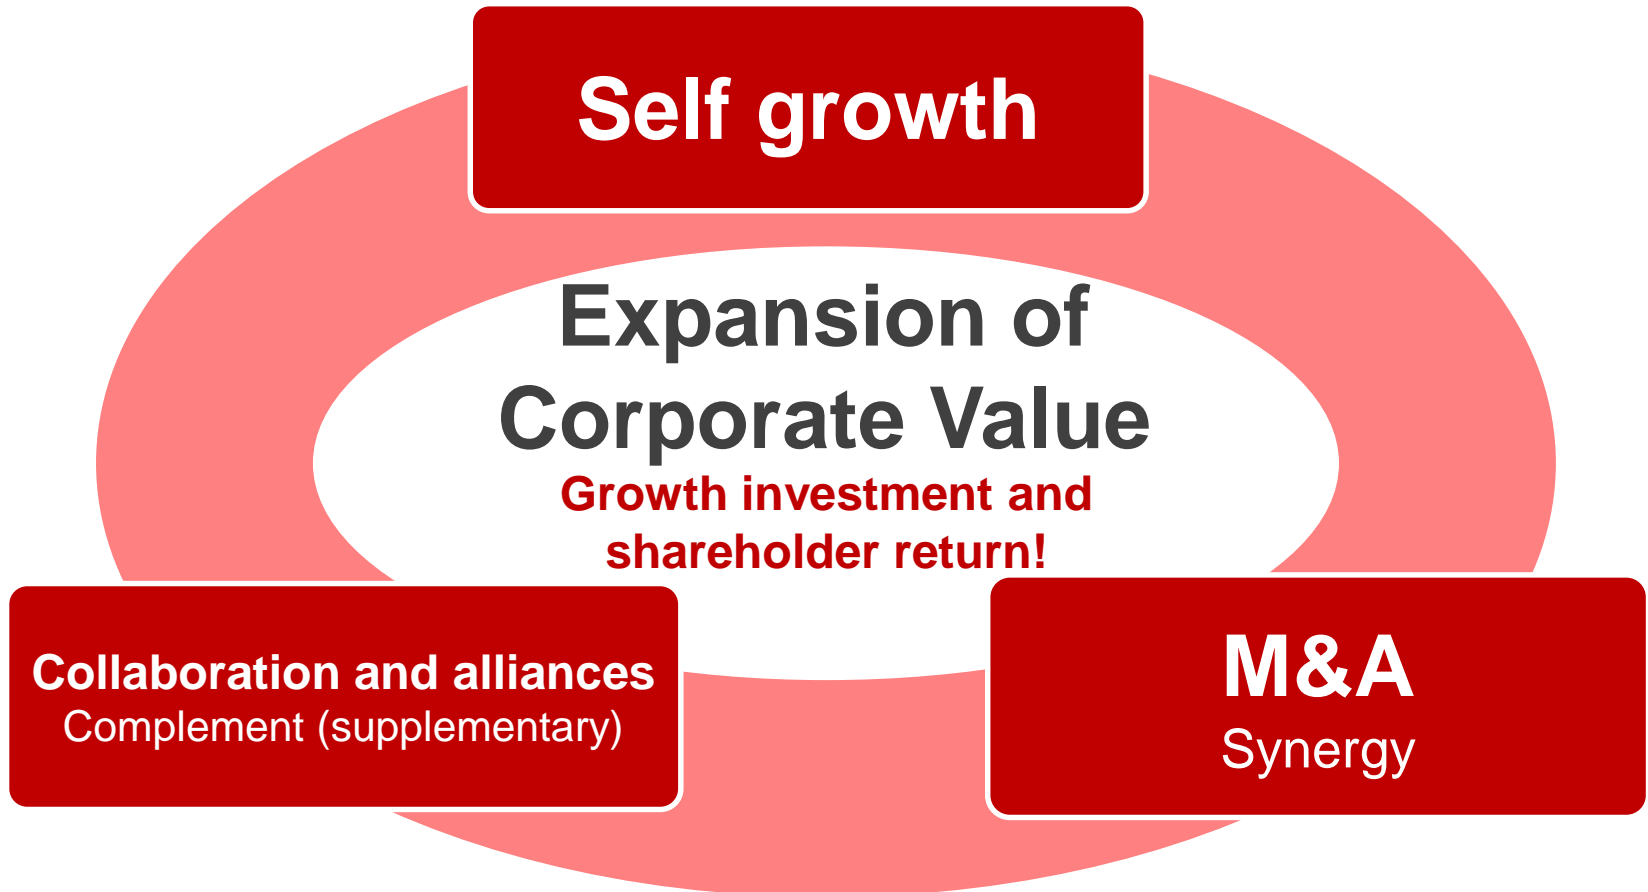 Self growth
Expansion of
Corporate Value
Growth investment and
shareholder return!
Collaboration and alliances
Complement (supplementary)
M&A
Synergy